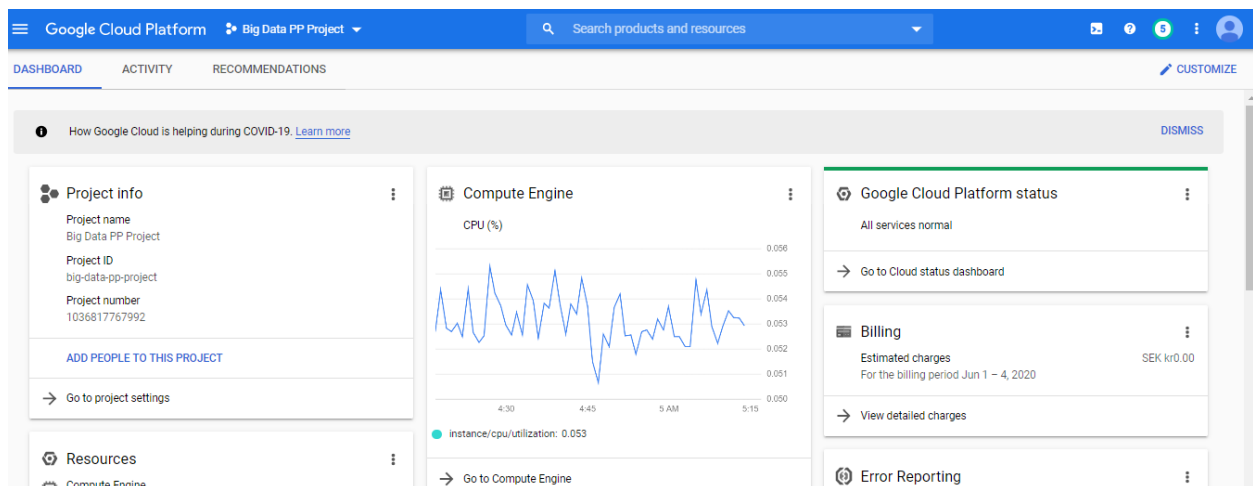 Google Cloud Platform Big Data PP Project Search products and resources 5
DASHBOARD ACTIVITY RECOMMENDATIONS CUSTOMIZE
How Google Cloud is helping during COVID-19. Learn more DISMISS
Project info
Project name
Big Data PP Project
Project ID
big-data-pp-project
Project number
1036817767992
ADD PEOPLE TO THIS PROJECT
Go to project settings
Resources
Compute Engine
Compute Engine
CPU (%)
0.056
0.055
0.054
0.053
0.052
0.051
0.050
4:30 4:45 5 AM 5:15
instance/cpu/utilization: 0.053
Go to Compute Engine
Google Cloud Platform status
All services normal
Go to Cloud status dashboard
Billing
Estimated charges SEK kr0.00
For the billing period Jun 1 – 4, 2020
View detailed charges
Error Reporting